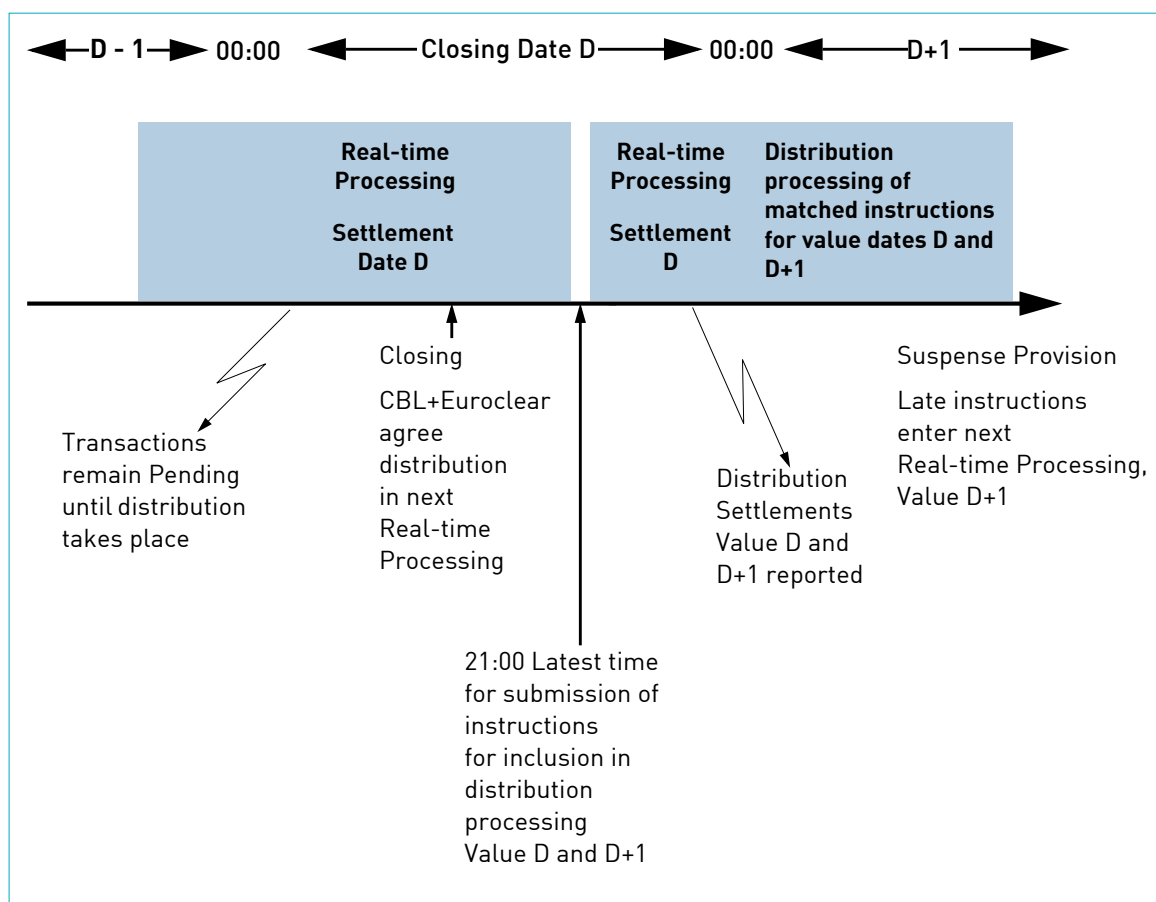 D - 1 00:00 Closing Date D 00:00 D+1
Real-time
Processing
Settlement
Date D
Real-time
Processing
Settlement
D
Distribution
processing of
matched instructions
for value dates D and
D+1
Transactions
remain Pending
until distribution
takes place
Closing
CBL+Euroclear
agree
distribution
in next
Real-time
Processing
21:00 Latest time
for submission of
instructions
for inclusion in
distribution
processing
Value D and D+1
Distribution
Settlements
Value D and
D+1 reported
Suspense Provision
Late instructions
enter next
Real-time Processing,
Value D+1